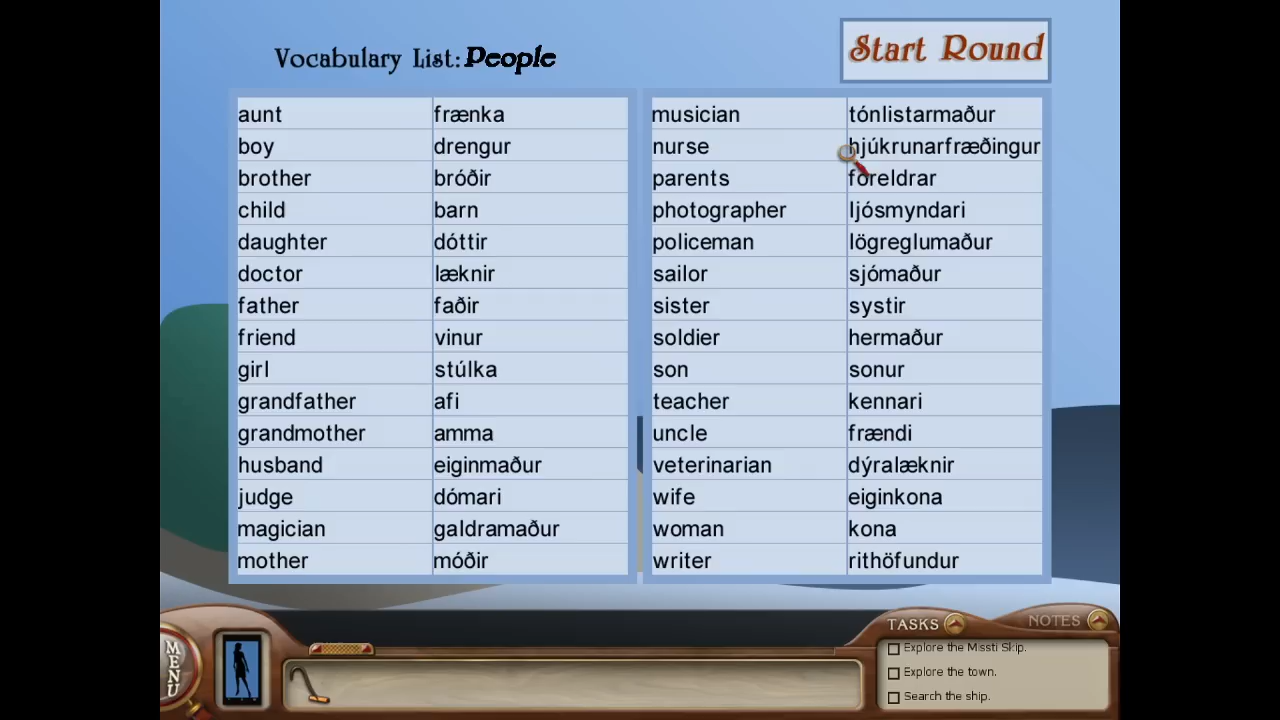 Vocabulary List: People
Start Round
aunt frænka
boy drengur
brother bróðir
child barn
daughter dóttir
doctor læknir
father faðir
friend vinur
girl stúlka
grandfather afi
grandmother amma
husband eiginmaður
judge dómari
magician galdramaður
mother móðir
musician tónlistarmaður
nurse hjúkrunarfræðingur
parents foreldrar
photographer ljósmyndari
policeman lögreglumaður
sailor sjómaður
sister systir
soldier hermaður
son sonur
teacher kennari
uncle frændi
veterinarian dýralæknir
wife eiginkona
woman kona
writer rithöfundur
MENU
TASKS
NOTES
Explore the Missti Skip.
Explore the town.
Search the ship.